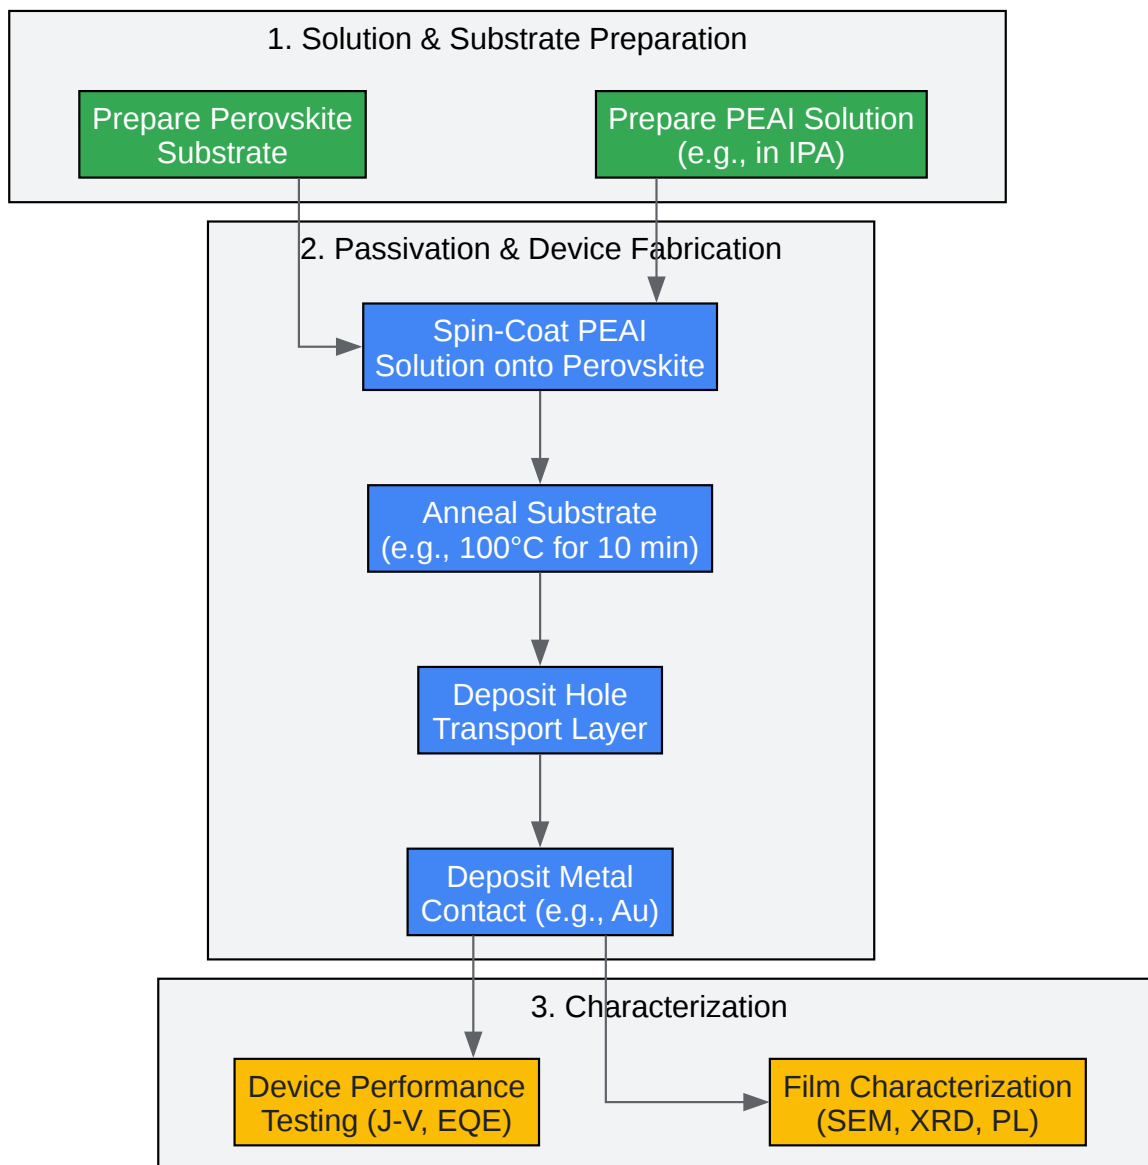 1. Solution & Substrate Preparation
Prepare Perovskite
Substrate
Prepare PEAI Solution
(e.g., in IPA)
2. Passivation & Device Fabrication
Spin-Coat PEAI
Solution onto Perovskite
Anneal Substrate
(e.g., 100°C for 10 min)
Deposit Hole
Transport Layer
Deposit Metal
Contact (e.g., Au)
3. Characterization
Device Performance
Testing (J-V, EQE)
Film Characterization
(SEM, XRD, PL)